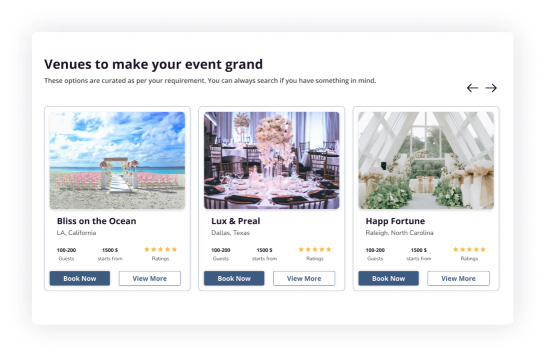 Venues to make your event grand
These options are curated as per your requirement. You can always search if you have something in mind.
Bliss on the Ocean
LA, California
100-200
Guests
1500 $
starts from
Ratings
Book Now
View More
Lux & Preal
Dallas, Texas
100-200
Guests
1500 $
starts from
Ratings
Book Now
View More
Happ Fortune
Raleigh, North Carolina
100-200
Guests
1500 $
starts from
Ratings
Book Now
View More